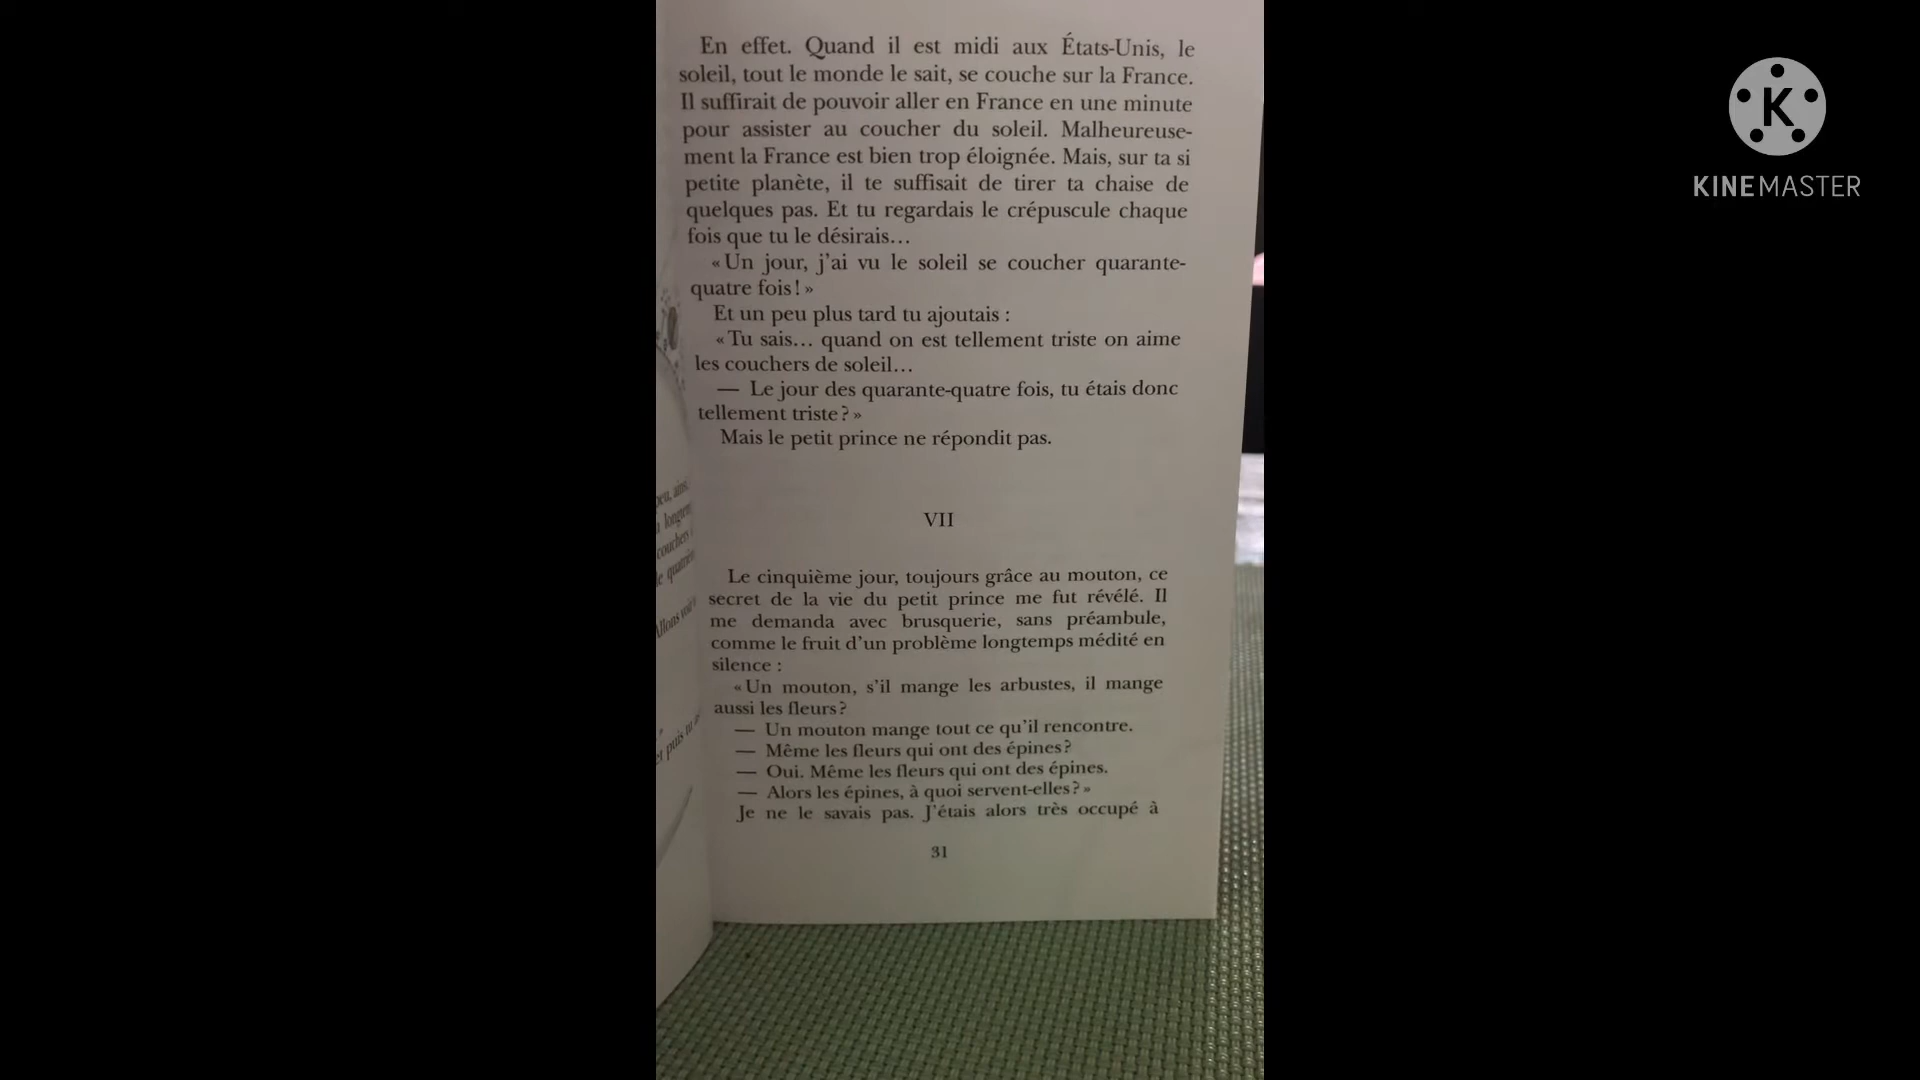 En effet. Quand il est midi aux États-Unis, le
soleil, tout le monde le sait, se couche sur la France.
Il suffirait de pouvoir aller en France en une minute
pour assister au coucher du soleil. Malheureuse-
ment la France est bien trop éloignée. Mais, sur ta si
petite planète, il te suffisait de tirer ta chaise de
quelques pas. Et tu regardais le crépuscule chaque
fois que tu le désirais...
« Un jour, j'ai vu le soleil se coucher quarante-
quatre fois ! »
Et un peu plus tard tu ajoutais :
« Tu sais... quand on est tellement triste on aime
les couchers de soleil...
— Le jour des quarante-quatre fois, tu étais donc
tellement triste ? »
Mais le petit prince ne répondit pas.
VII
Le cinquième jour, toujours grâce au mouton, ce
secret de la vie du petit prince me fut révélé. Il
me demanda avec brusquerie, sans préambule,
comme le fruit d'un problème longtemps médité en
silence :
« Un mouton, s'il mange les arbustes, il mange
aussi les fleurs ?
— Un mouton mange tout ce qu'il rencontre.
— Même les fleurs qui ont des épines ?
— Oui. Même les fleurs qui ont des épines.
— Alors les épines, à quoi servent-elles ? »
Je ne le savais pas. J'étais alors très occupé à
31
K
KINEMASTER